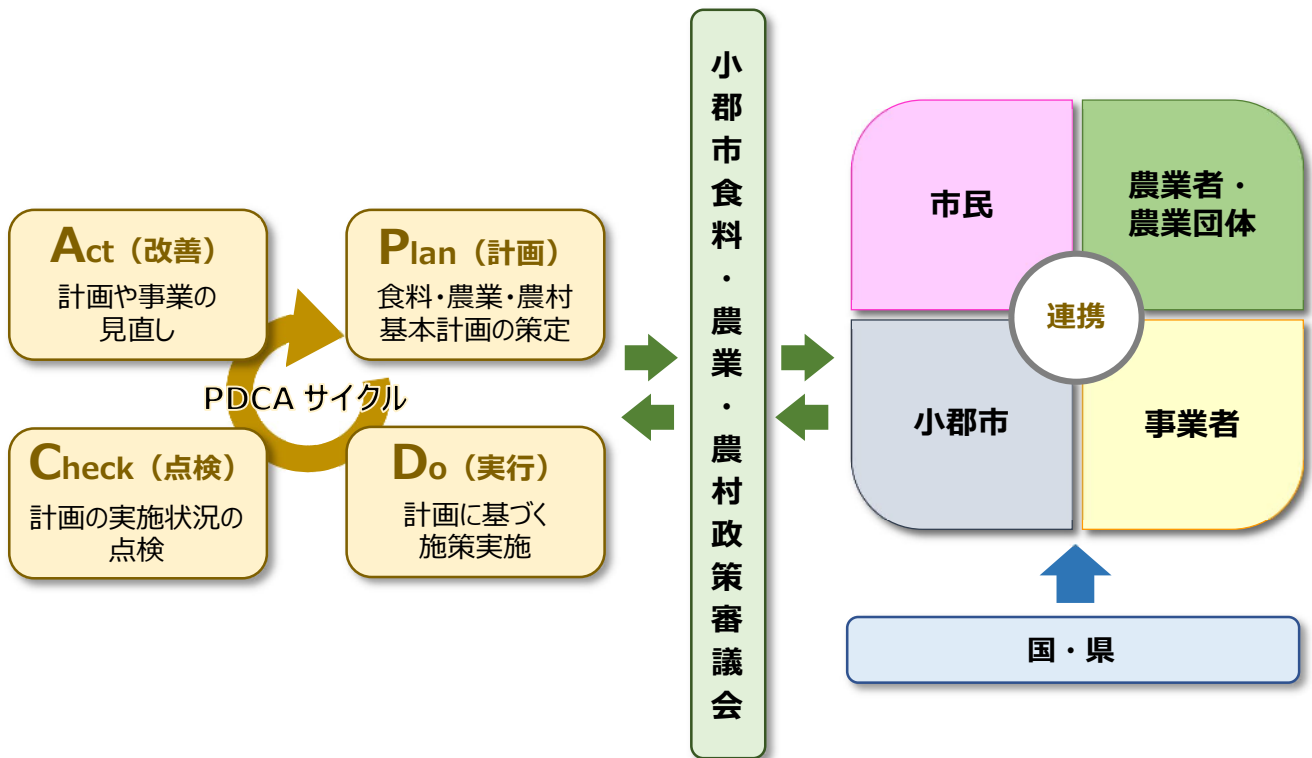 Act（改善）
計画や事業の
見直し
Plan（計画）
食料・農業・農村
基本計画の策定
PDCA サイクル
Check（点検）
計画の実施状況の
点検
Do（実行）
計画に基づく
施策実施
小郡市食料・農業・農村政策審議会
市民
農業者・
農業団体
連携
小郡市
事業者
国・県